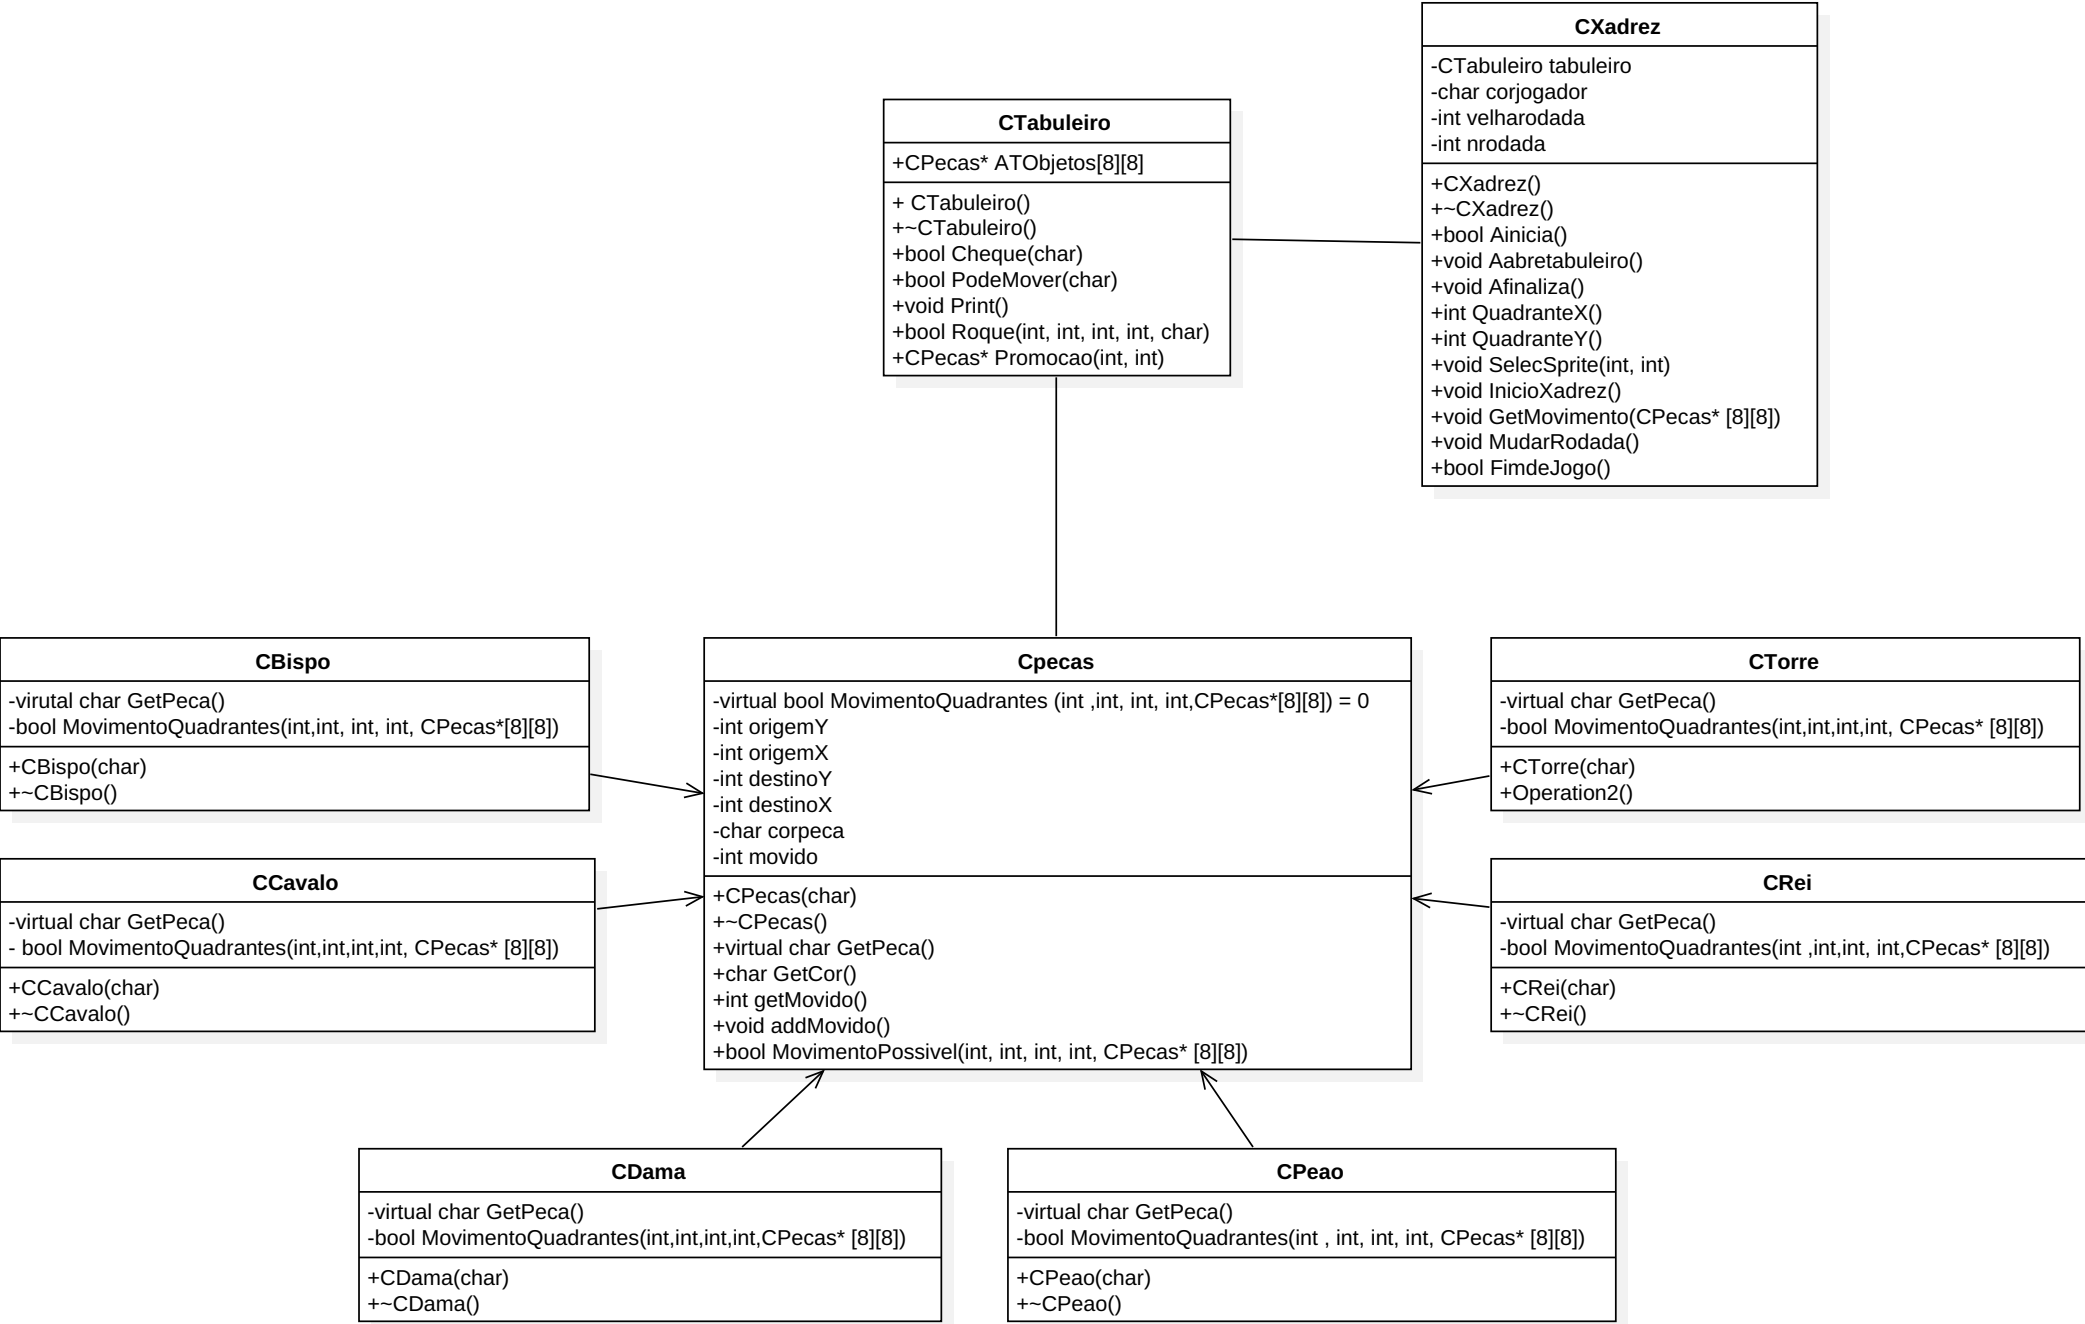 CXadrez
-CTabuleiro tabuleiro
-char corjogador
-int velharodada
-int nrodada
+CXadrez()
+~CXadrez()
+bool Ainicia()
+void Aabretabuleiro()
+void Afinaliza()
+int QuadranteX()
+int QuadranteY()
+void SelecSprite(int, int)
+void InicioXadrez()
+void GetMovimento(CPecas* [8][8])
+void MudarRodada()
+bool FimdeJogo()
CTabuleiro
+CPecas* ATObjetos[8][8]
+ CTabuleiro()
+~CTabuleiro()
+bool Cheque(char)
+bool PodeMover(char)
+void Print()
+bool Roque(int, int, int, int, char)
+CPecas* Promocao(int, int)
CBispo
-virutal char GetPeca()
-bool MovimentoQuadrantes(int,int, int, int, CPecas*[8][8])
+CBispo(char)
+~CBispo()
Cpecas
-virtual bool MovimentoQuadrantes (int ,int, int, int,CPecas*[8][8]) = 0
-int origemY
-int origemX
-int destinoY
-int destinoX
-char corpeca
-int movido
+CPecas(char)
+~CPecas()
+virtual char GetPeca()
+char GetCor()
+int getMovido()
+void addMovido()
+bool MovimentoPossivel(int, int, int, int, CPecas* [8][8])
CTorre
-virtual char GetPeca()
-bool MovimentoQuadrantes(int,int,int,int, CPecas* [8][8])
+CTorre(char)
+Operation2()
CCavalo
-virtual char GetPeca()
- bool MovimentoQuadrantes(int,int,int,int, CPecas* [8][8])
+CCavalo(char)
+~CCavalo()
CRei
-virtual char GetPeca()
-bool MovimentoQuadrantes(int ,int,int, int,CPecas* [8][8])
+CRei(char)
+~CRei()
CDama
-virtual char GetPeca()
-bool MovimentoQuadrantes(int,int,int,int,CPecas* [8][8])
+CDama(char)
+~CDama()
CPeao
-virtual char GetPeca()
-bool MovimentoQuadrantes(int , int, int, int, CPecas* [8][8])
+CPeao(char)
+~CPeao()